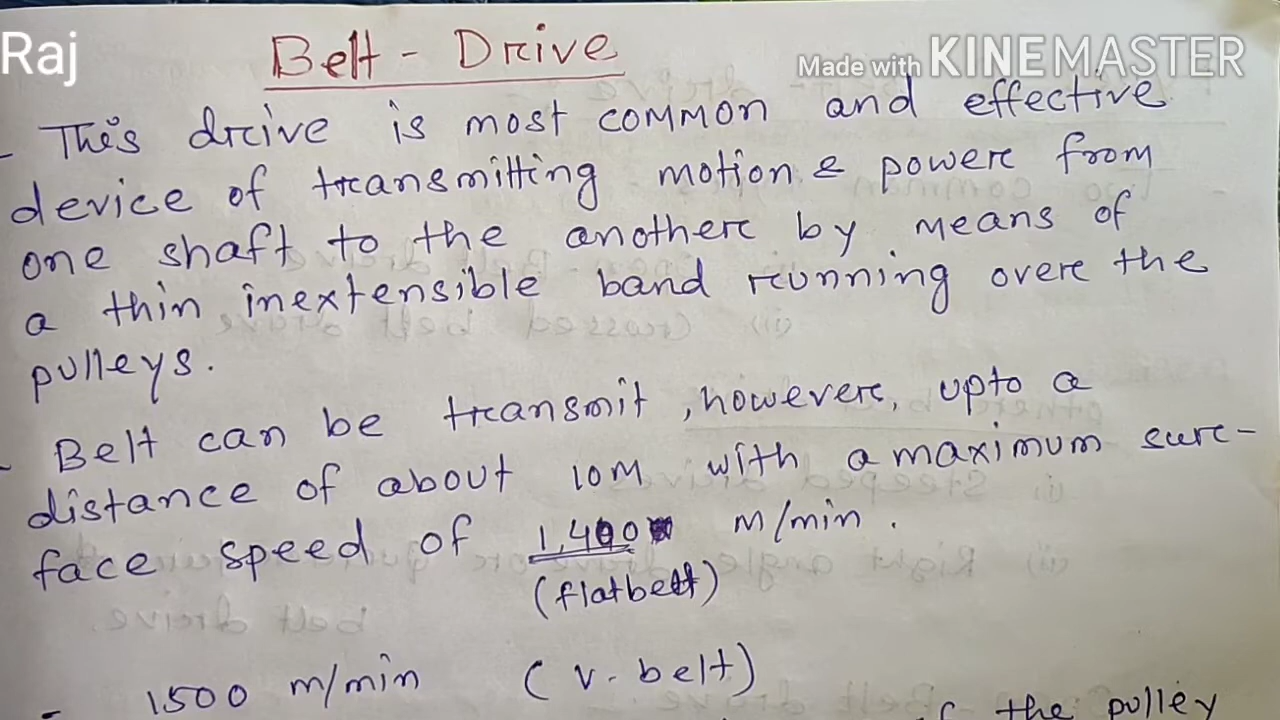 Raj
Belt - Drive
Made with KINEMASTER
- This drive is most common and effective
device of transmitting motion & power from
one shaft to the another by means of
a thin inextensible band running over the
pulleys.
- Belt can be transmit, however, upto a
distance of about 10M with a maximum sur-
face speed of 1,400 m/min.
(flatbelt)
- 1500 m/min (v-belt)
the pulley